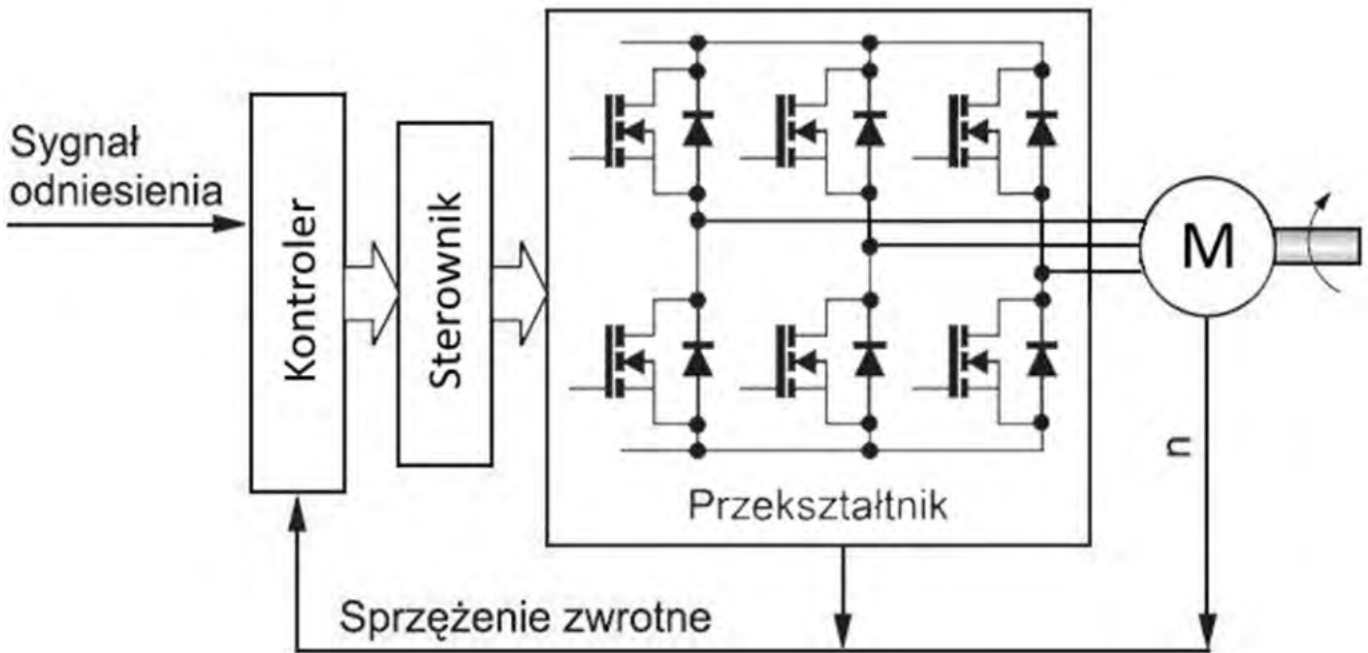 Sygnał
odniesienia
Kontroler
Sterownik
Przekształtnik
M
n
Sprzężenie zwrotne